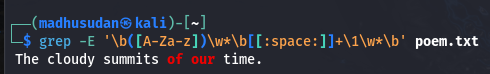 ┌──(madhusudan㉿kali)-[~]
└─$ grep -E '\b([A-Za-z])\w*\b[[:space:]]+\1\w*\b' poem.txt
The cloudy summits of our time.